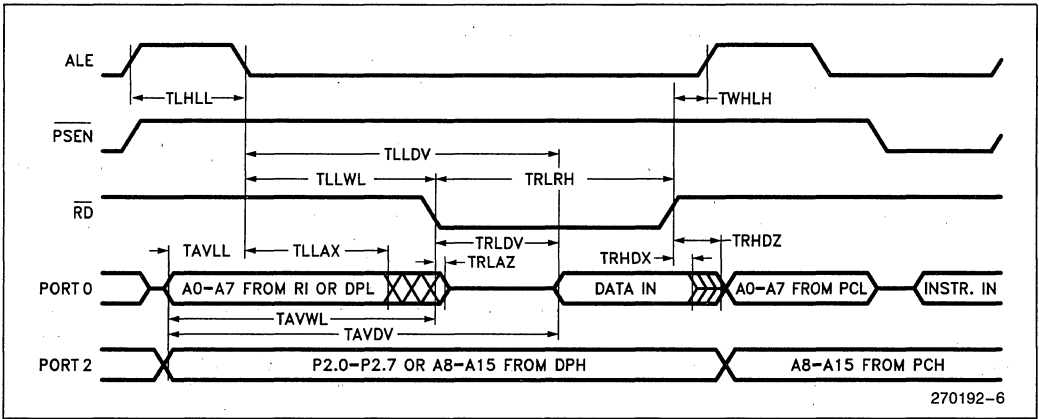 ALE
TLHLL
TWHLH
PSEN
TLLDV
TLLWL
TRLRH
RD
TAVLL
TLLAX
TRLDV
TRLAZ
TRHDX
TRHDZ
PORT 0
A0-A7 FROM RI OR DPL
DATA IN
A0-A7 FROM PCL
INSTR. IN
TAVWL
TAVDV
PORT 2
P2.0-P2.7 OR A8-A15 FROM DPH
A8-A15 FROM PCH
270192-6